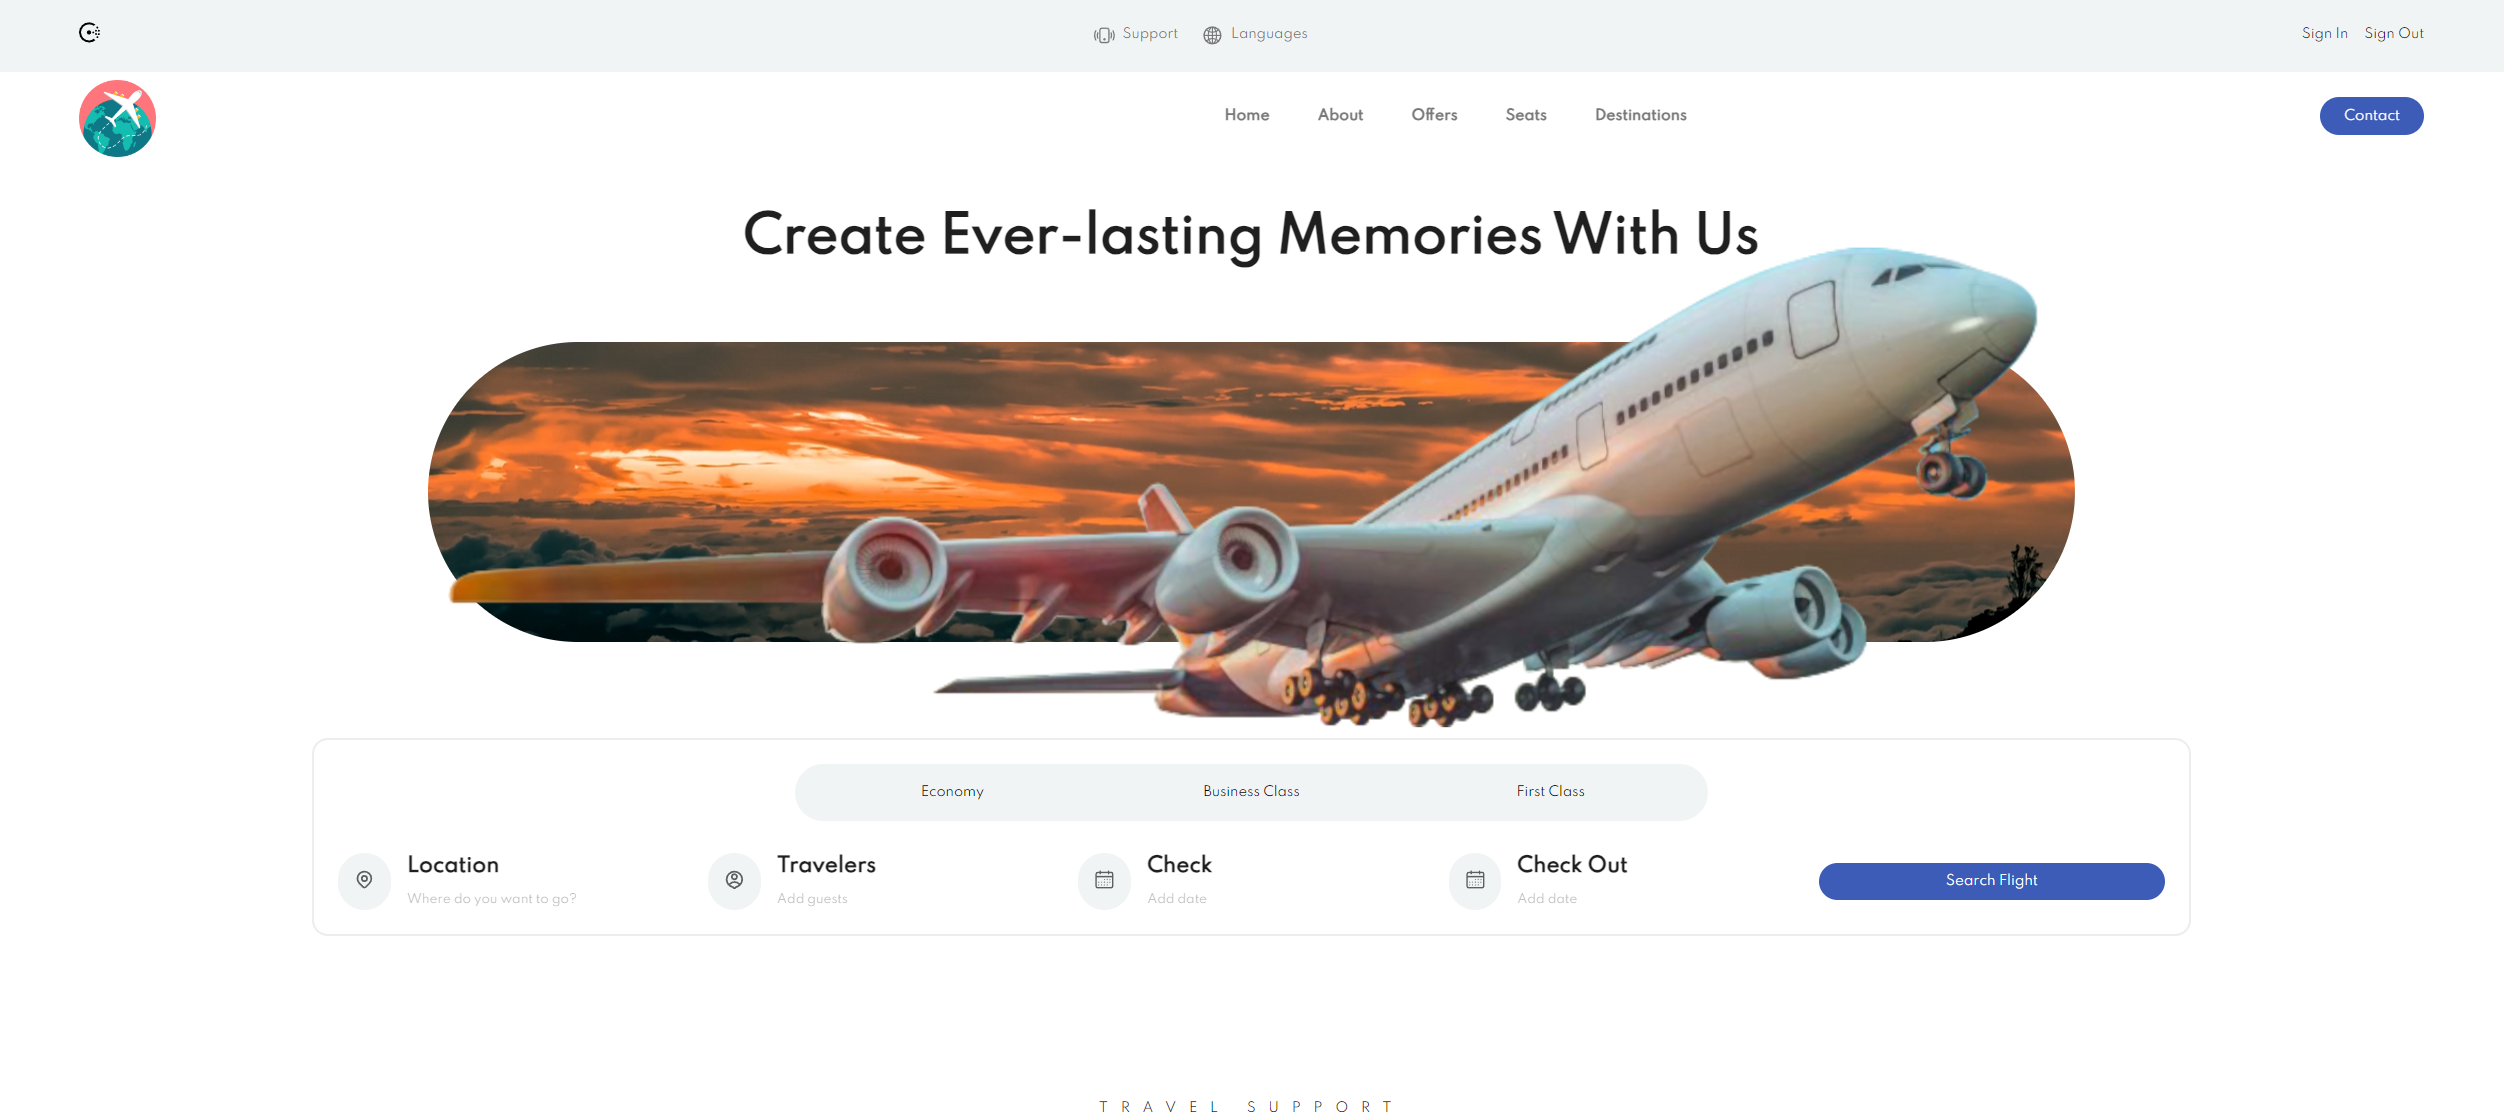 Support Languages Sign In Sign Out
Home About Offers Seats Destinations Contact
Create Ever-lasting Memories With Us
Economy Business Class First Class
Location Travelers Check Check Out
Where do you want to go? Add guests Add date Add date Search Flight
TRAVEL SUPPORT